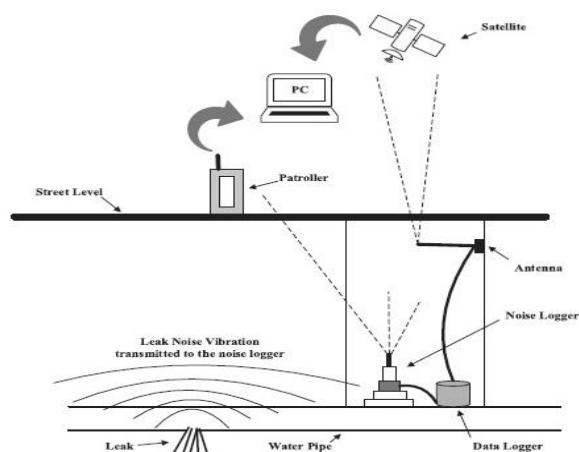 Satellite
PC
Patroller
Street Level
Antenna
Noise Logger
Leak Noise Vibration
transmitted to the noise logger
Leak
Water Pipe
Data Logger